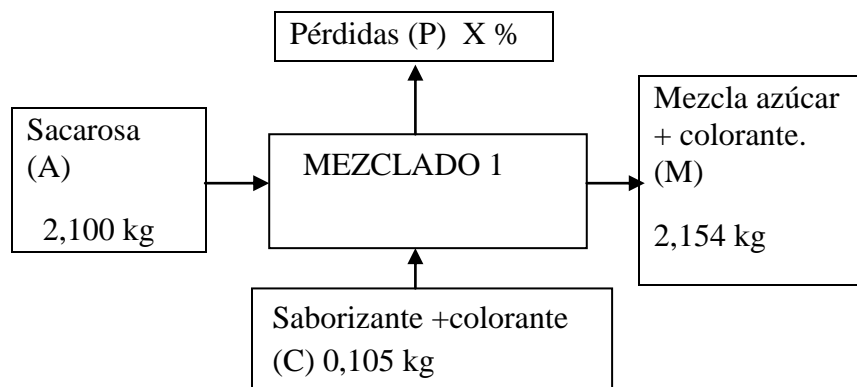 Pérdidas (P)  X %
Sacarosa
(A)
2,100 kg
MEZCLADO 1
Mezcla azúcar
+ colorante.
(M)
2,154 kg
Saborizante +colorante
(C) 0,105 kg